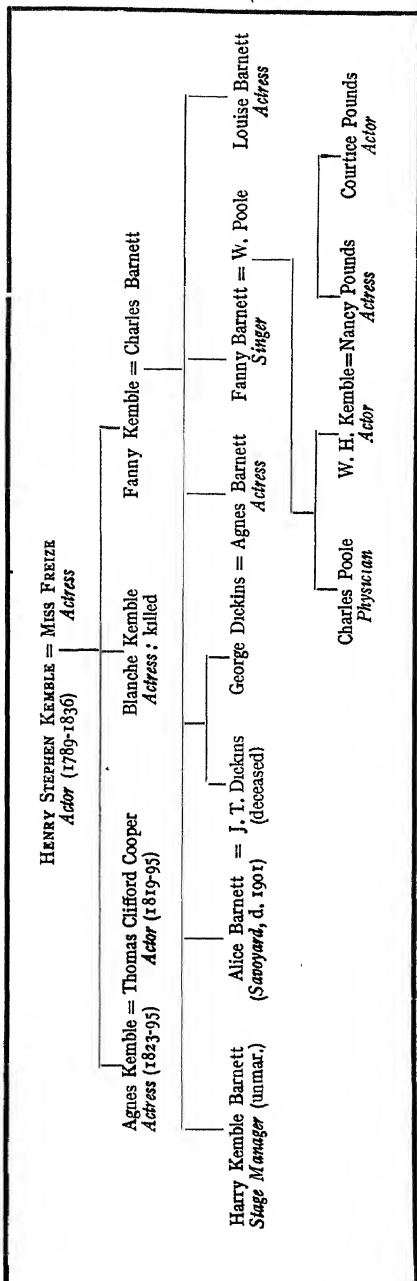 HENRY STEPHEN KEMBLE = MISS FREIZE
Actor (1789-1836) Actress
Agnes Kemble = Thomas Clifford Cooper Blanche Kemble Fanny Kemble = Charles Barnett
Actress (1823-95) Actor (1819-95) Actress: killed
Harry Kemble Barnett Alice Barnett = J. T. Dickins George Dickins = Agnes Barnett Fanny Barnett = W. Poole Louise Barnett
Stage Manager (unmar.) (Savoyard, d. 1901) (deceased) Actress Singer Actress
Charles Poole W. H. Kemble=Nancy Pounds Courtice Pounds
Physician Actor Actress Actor